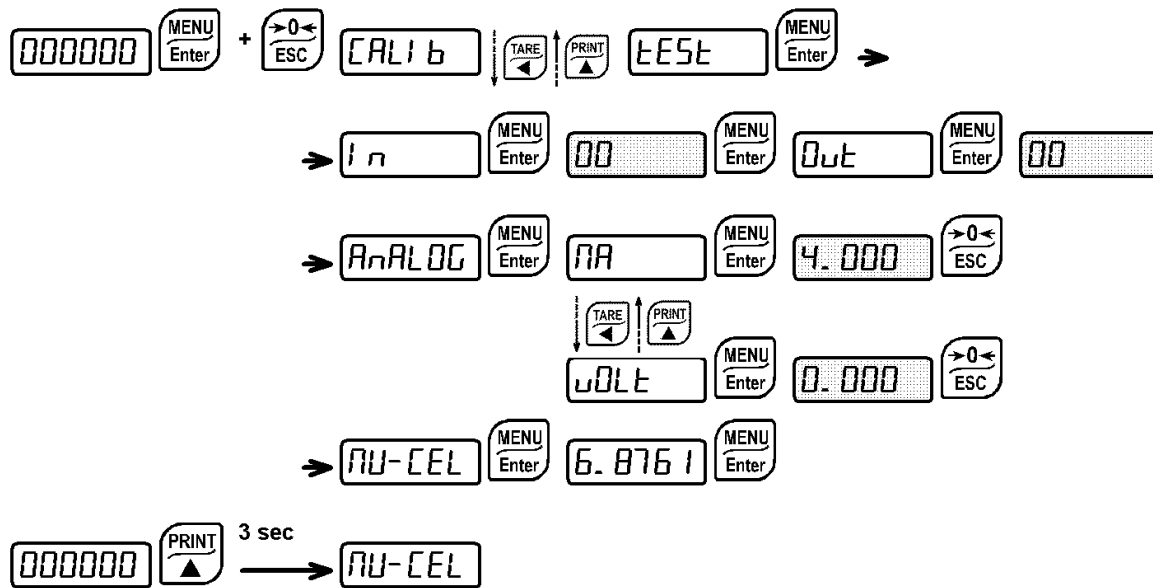 000000 MENU Enter + →0← ESC CALI b TARE PRINT tESt MENU Enter
I n MENU Enter 00 MENU Enter Out MENU Enter 00
AnALOG MENU Enter MA MENU Enter 4. 000 →0← ESC
TARE PRINT
uOLt MENU Enter 0. 000 →0← ESC
MU-CEL MENU Enter 6. 8761 MENU Enter
000000 PRINT 3 sec MU-CEL